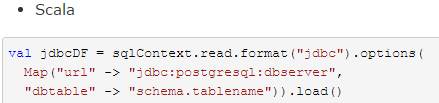 • Scala
val jdbcDF = sqlContext.read.format("jdbc").options(
  Map("url" -> "jdbc:postgresql:dbserver",
  "dbtable" -> "schema.tablename")).load()